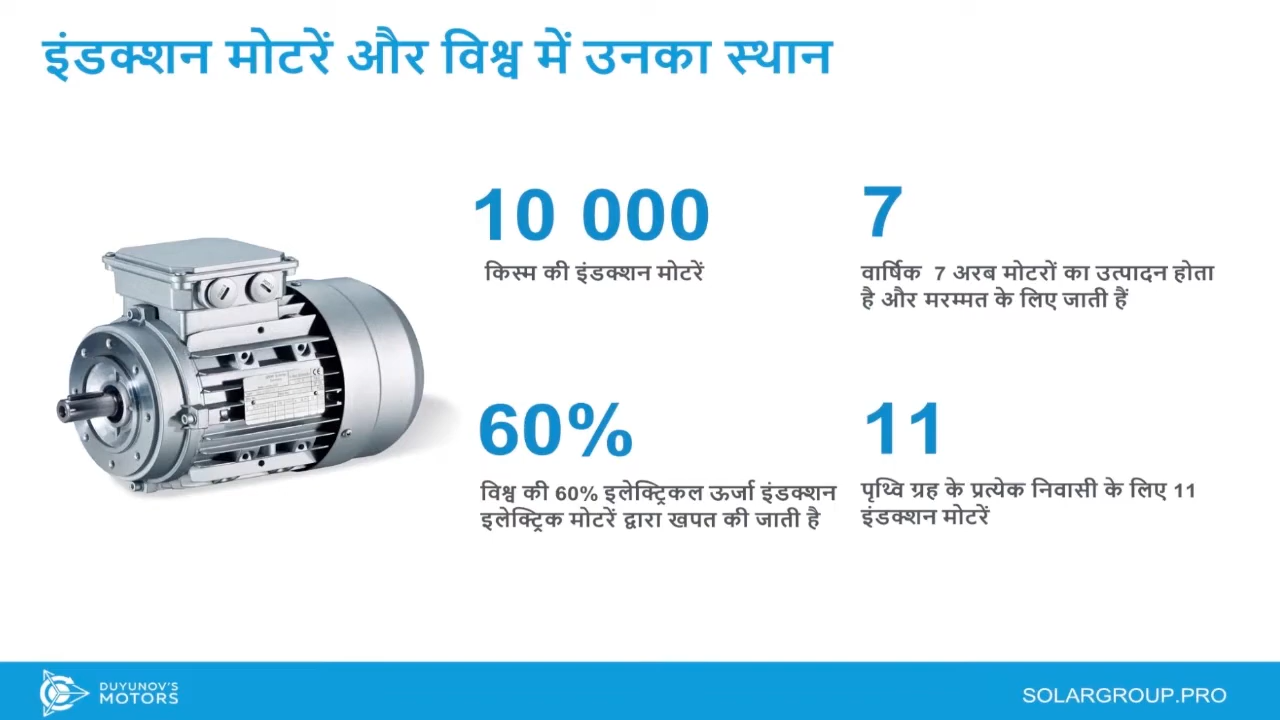 इंडक्शन मोटरें और विश्व में उनका स्थान
10 000
किस्म की इंडक्शन मोटरें
7
वार्षिक 7 अरब मोटरों का उत्पादन होता
है और मरम्मत के लिए जाती हैं
60%
विश्व की 60% इलेक्ट्रिकल ऊर्जा इंडक्शन
इलेक्ट्रिक मोटरें द्वारा खपत की जाती है
11
पृथ्वि ग्रह के प्रत्येक निवासी के लिए 11
इंडक्शन मोटरें
DUYUNOV'S
MOTORS
SOLARGROUP.PRO